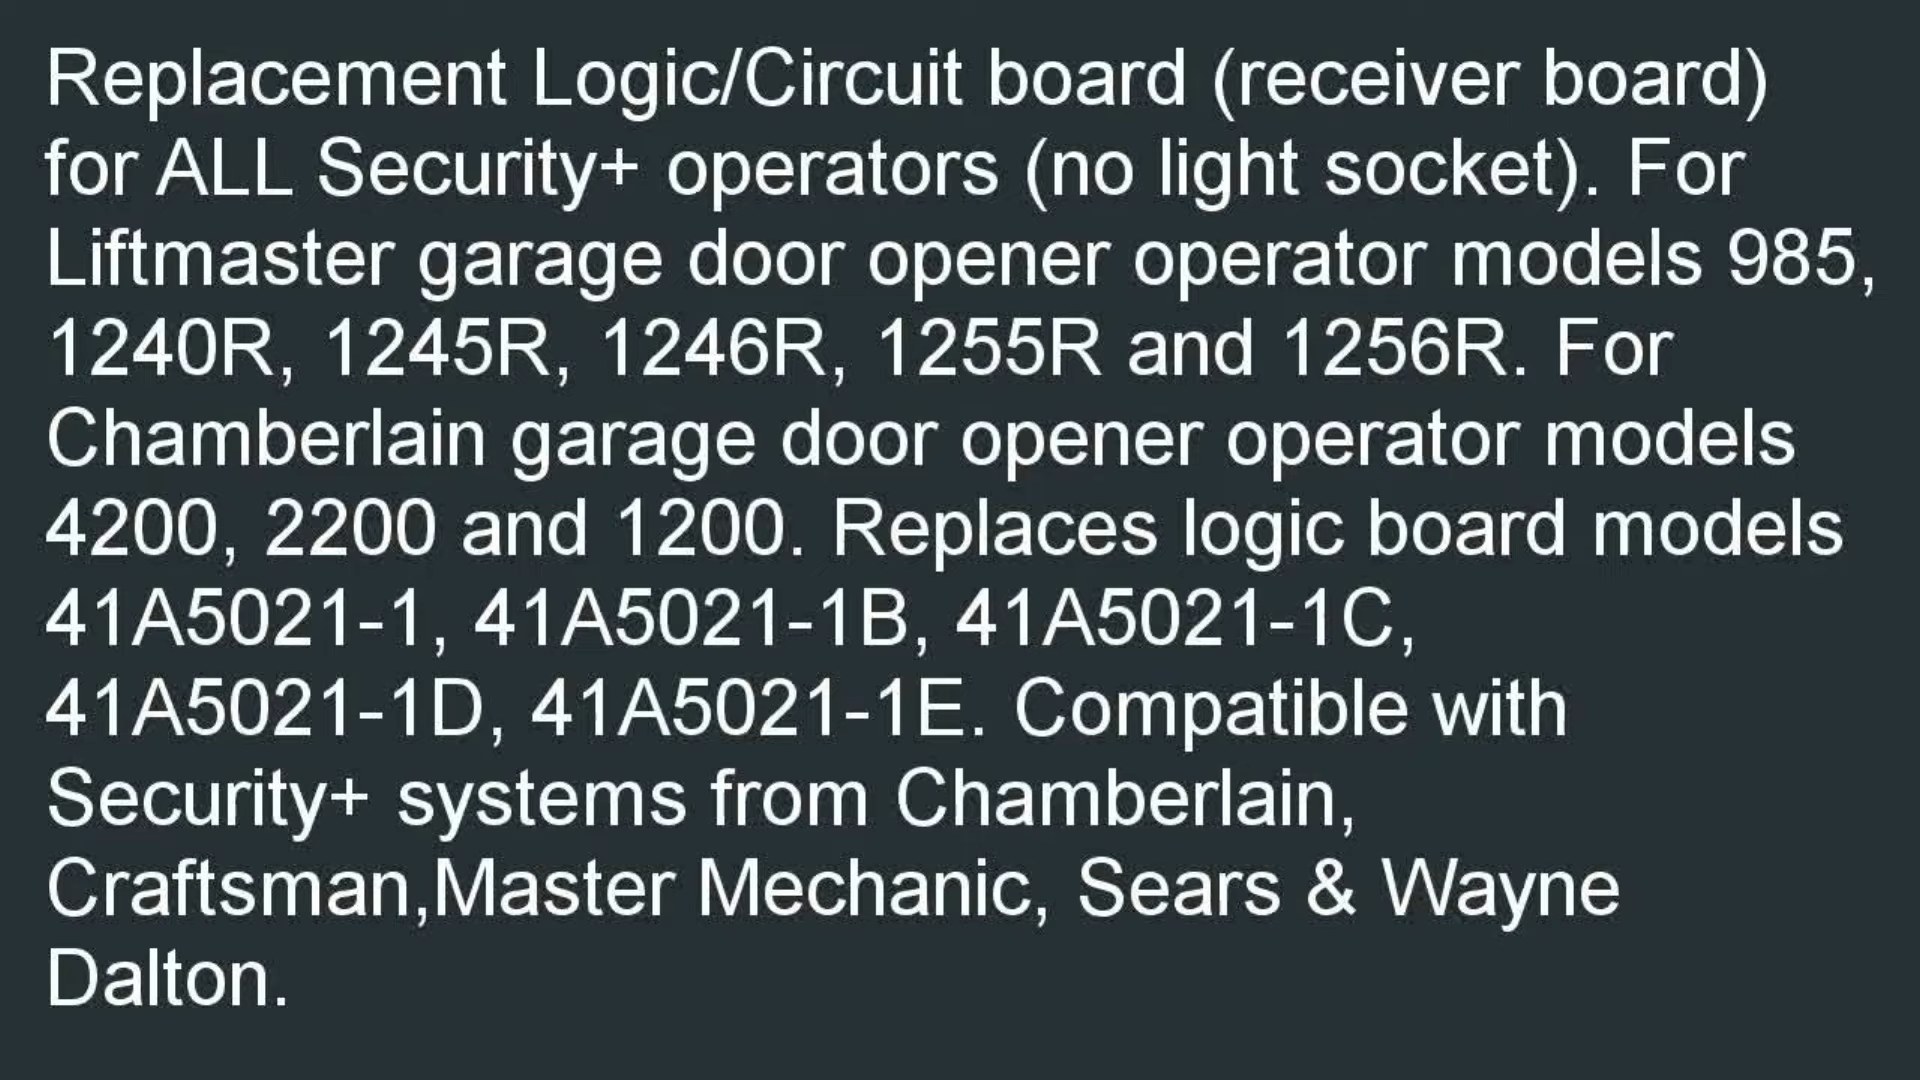 Replacement Logic/Circuit board (receiver board)
for ALL Security+ operators (no light socket). For
Liftmaster garage door opener operator models 985,
1240R, 1245R, 1246R, 1255R and 1256R. For
Chamberlain garage door opener operator models
4200, 2200 and 1200. Replaces logic board models
41A5021-1, 41A5021-1B, 41A5021-1C,
41A5021-1D, 41A5021-1E. Compatible with
Security+ systems from Chamberlain,
Craftsman,Master Mechanic, Sears & Wayne
Dalton.